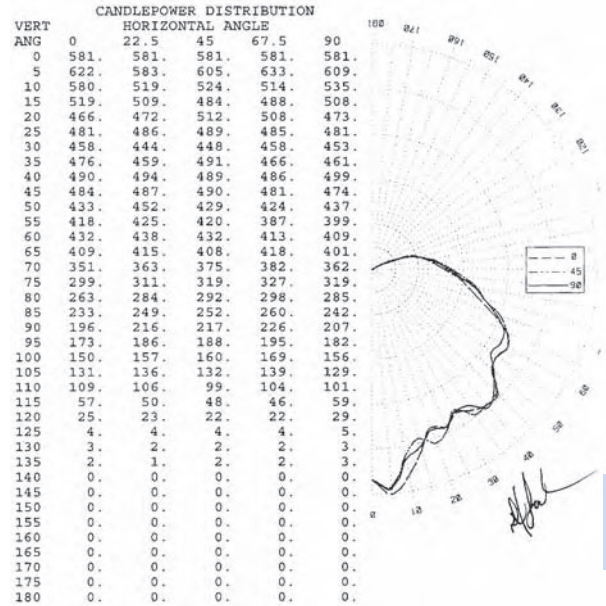 CANDLEPOWER DISTRIBUTION
VERT HORIZONTAL ANGLE
ANG 0 22.5 45 67.5 90
0 581. 581. 581. 581. 581.
5 622. 583. 605. 633. 609.
10 580. 519. 524. 514. 535.
15 519. 509. 484. 488. 508.
20 466. 472. 512. 508. 473.
25 481. 486. 489. 485. 481.
30 458. 444. 448. 458. 453.
35 476. 459. 491. 466. 461.
40 490. 494. 489. 486. 499.
45 484. 487. 490. 481. 474.
50 433. 452. 429. 424. 437.
55 418. 425. 420. 387. 399.
60 432. 438. 432. 413. 409.
65 409. 415. 408. 418. 401.
70 351. 363. 375. 382. 362.
75 299. 311. 319. 327. 319.
80 263. 284. 292. 298. 285.
85 233. 249. 252. 260. 242.
90 196. 216. 217. 226. 207.
95 173. 186. 188. 195. 182.
100 150. 157. 160. 169. 156.
105 131. 136. 132. 139. 129.
110 109. 106. 99. 104. 101.
115 57. 50. 48. 46. 59.
120 25. 23. 22. 22. 29.
125 4. 4. 4. 4. 5.
130 3. 2. 2. 2. 3.
135 2. 1. 2. 2. 3.
140 0. 0. 0. 0. 0.
145 0. 0. 0. 0. 0.
150 0. 0. 0. 0. 0.
155 0. 0. 0. 0. 0.
160 0. 0. 0. 0. 0.
165 0. 0. 0. 0. 0.
170 0. 0. 0. 0. 0.
175 0. 0. 0. 0. 0.
180 0. 0. 0. 0. 0.
180
170
160
150
140
130
120
0
45
90
60
50
40
30
20
10
0